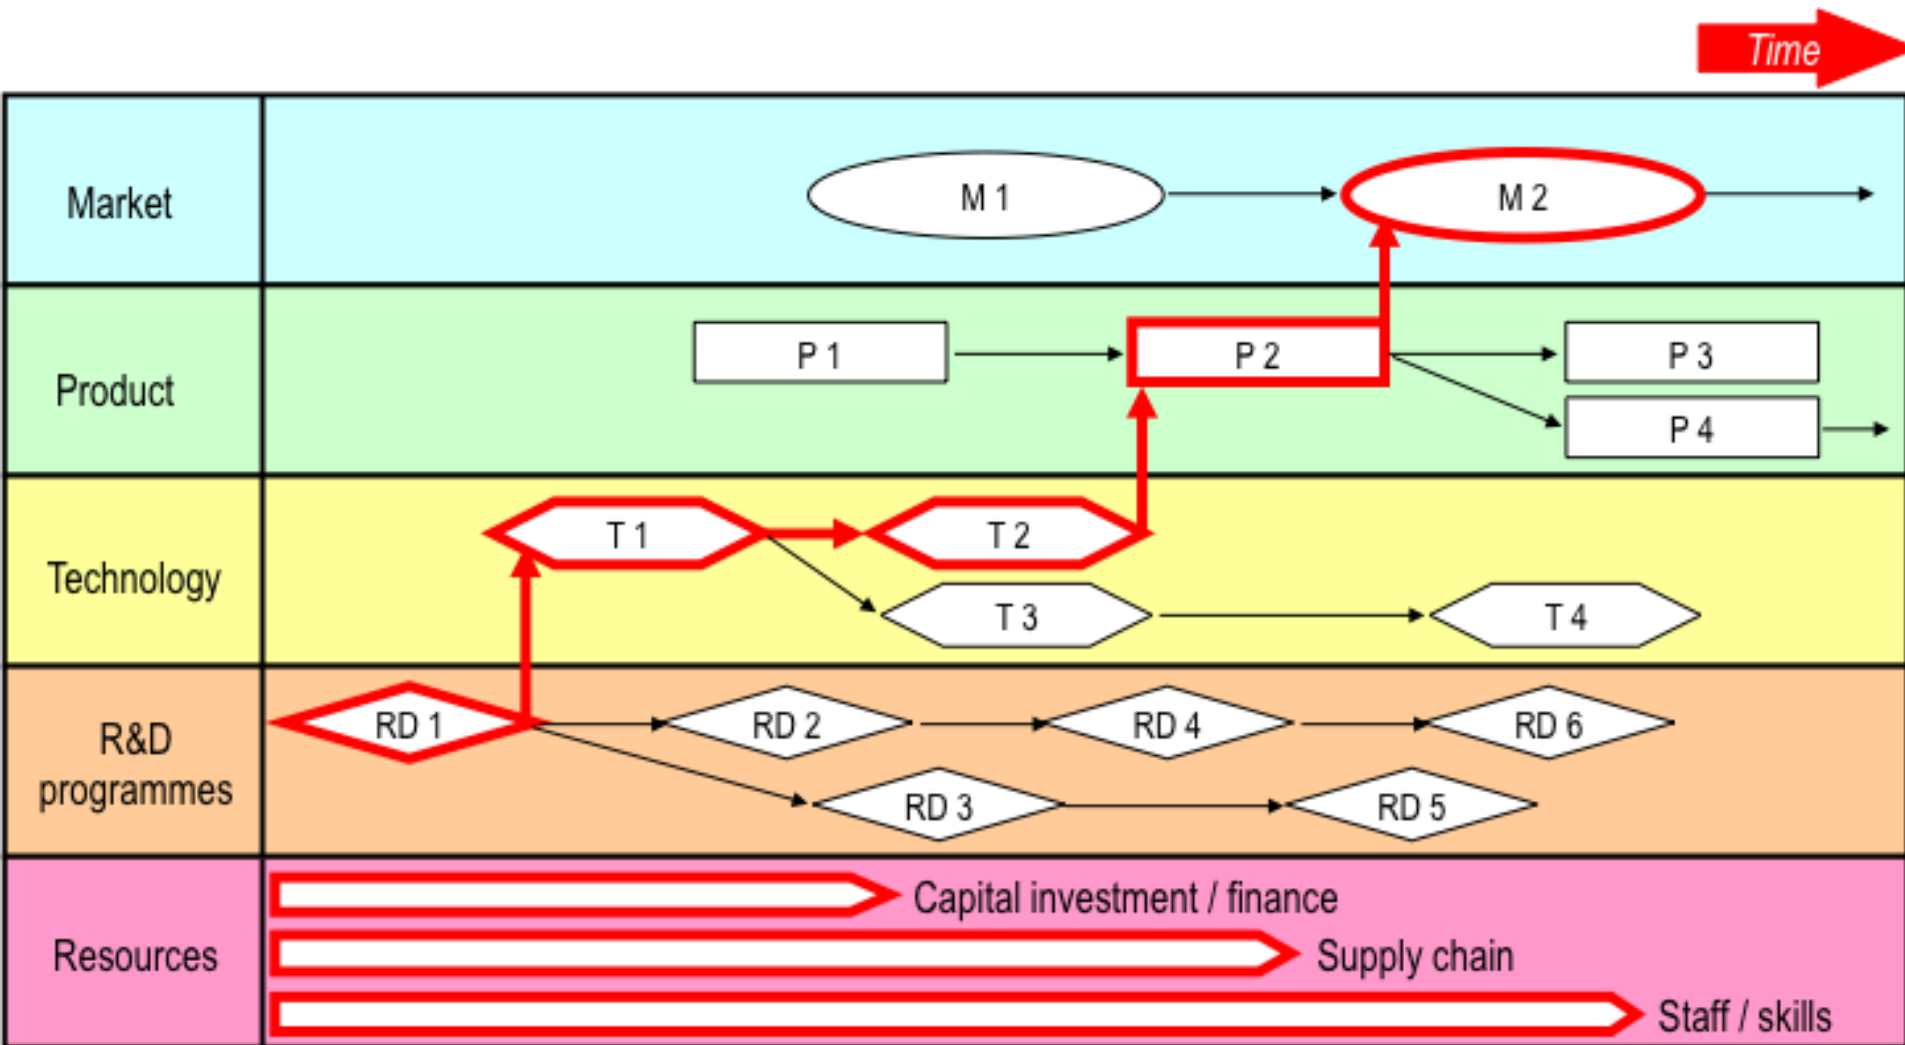 Time
Market
M 1
M 2
Product
P 1
P 2
P 3
P 4
Technology
T 1
T 2
T 3
T 4
R&D
programmes
RD 1
RD 2
RD 4
RD 6
RD 3
RD 5
Resources
Capital investment / finance
Supply chain
Staff / skills